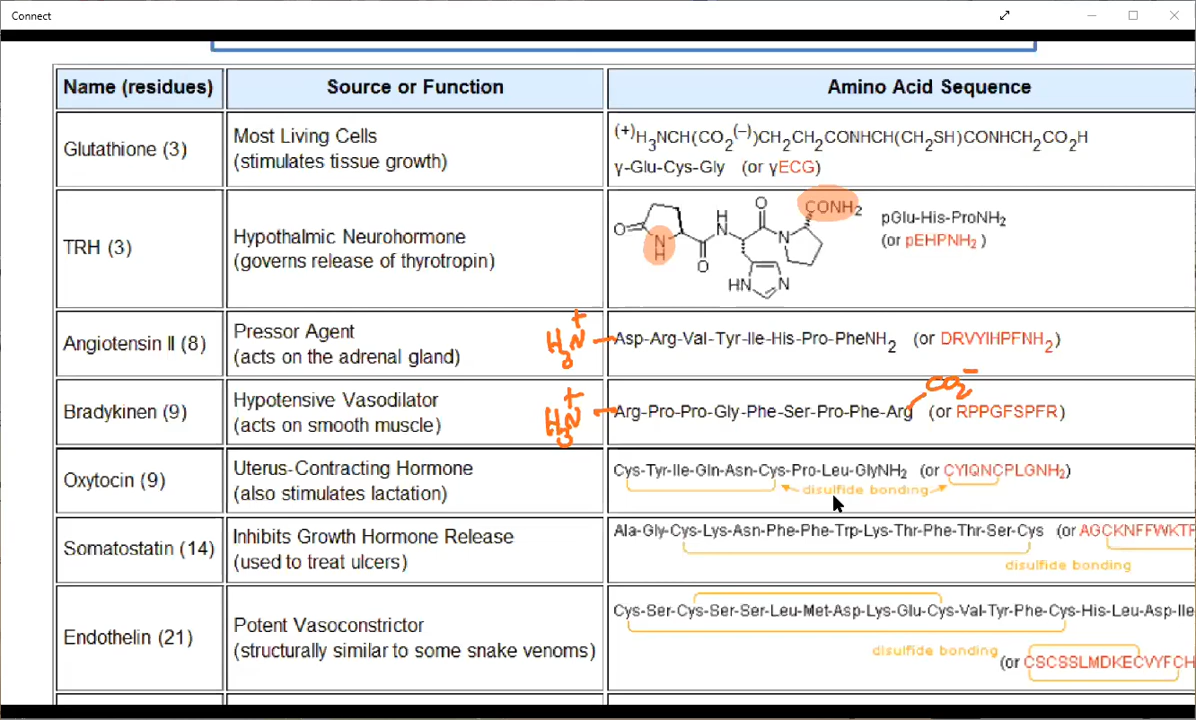 Connect
Name (residues) Source or Function Amino Acid Sequence
Glutathione (3)
Most Living Cells
(stimulates tissue growth)
(+)H3NCH(CO2(–))CH2CH2CONHCH(CH2SH)CONHCH2CO2H
γ-Glu-Cys-Gly (or γECG)
TRH (3)
Hypothalmic Neurohormone
(governs release of thyrotropin)
O N H O H N O N CONH2 HN N
pGlu-His-ProNH2
(or pEHPNH2 )
Angiotensin II (8)
Pressor Agent
(acts on the adrenal gland)
H3N+
Asp-Arg-Val-Tyr-Ile-His-Pro-PheNH2 (or DRVYIHPFNH2)
Bradykinen (9)
Hypotensive Vasodilator
(acts on smooth muscle)
H3N+
CO2−
Arg-Pro-Pro-Gly-Phe-Ser-Pro-Phe-Arg (or RPPGFSPFR)
Oxytocin (9)
Uterus-Contracting Hormone
(also stimulates lactation)
Cys-Tyr-Ile-Gln-Asn-Cys-Pro-Leu-GlyNH2 (or CYIQNCPLGNH2)
disulfide bonding
Somatostatin (14)
Inhibits Growth Hormone Release
(used to treat ulcers)
Ala-Gly-Cys-Lys-Asn-Phe-Phe-Trp-Lys-Thr-Phe-Thr-Ser-Cys (or AGCKNFFWKTF
disulfide bonding
Endothelin (21)
Potent Vasoconstrictor
(structurally similar to some snake venoms)
Cys-Ser-Cys-Ser-Ser-Leu-Met-Asp-Lys-Glu-Cys-Val-Tyr-Phe-Cys-His-Leu-Asp-Ile
disulfide bonding
(or CSCSSLMDKECVYFCH